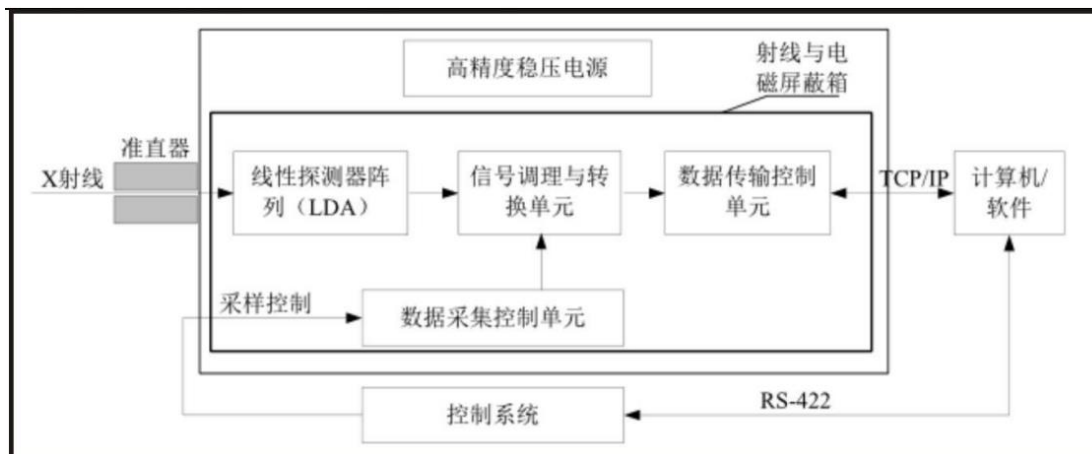 高精度稳压电源
射线与电
磁屏蔽箱
准直器
X射线
线性探测器阵
列（LDA）
信号调理与转
换单元
数据传输控制
单元
TCP/IP
计算机/
软件
采样控制
数据采集控制单元
控制系统
RS-422